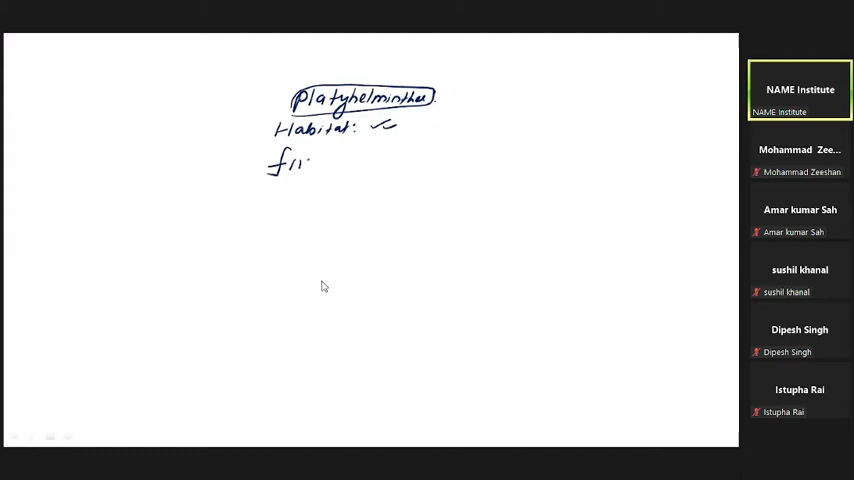 Platyhelminthes.
Habitat: ✓
NAME Institute
NAME Institute
Mohammad Zee...
Mohammad Zeeshan
Amar kumar Sah
Amar kumar Sah
sushil khanal
sushil khanal
Dipesh Singh
Dipesh Singh
Istupha Rai
Istupha Rai